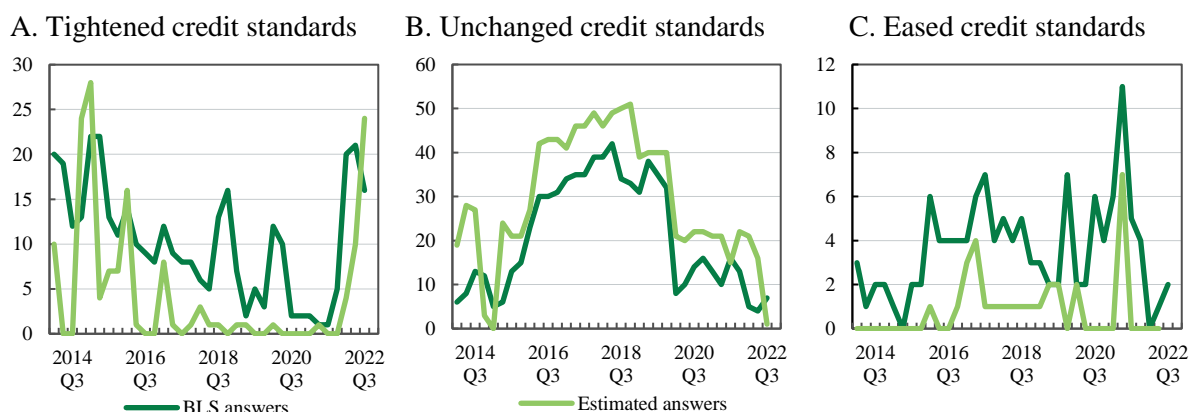 A. Tightened credit standards
B. Unchanged credit standards
C. Eased credit standards
30
25
20
15
10
5
0
2014 2016 2018 2020 2022
Q3 Q3 Q3 Q3 Q3
60
50
40
30
20
10
0
2014 2016 2018 2020 2022
Q3 Q3 Q3 Q3 Q3
12
10
8
6
4
2
0
2014 2016 2018 2020 2022
Q3 Q3 Q3 Q3 Q3
BLS answers
Estimated answers